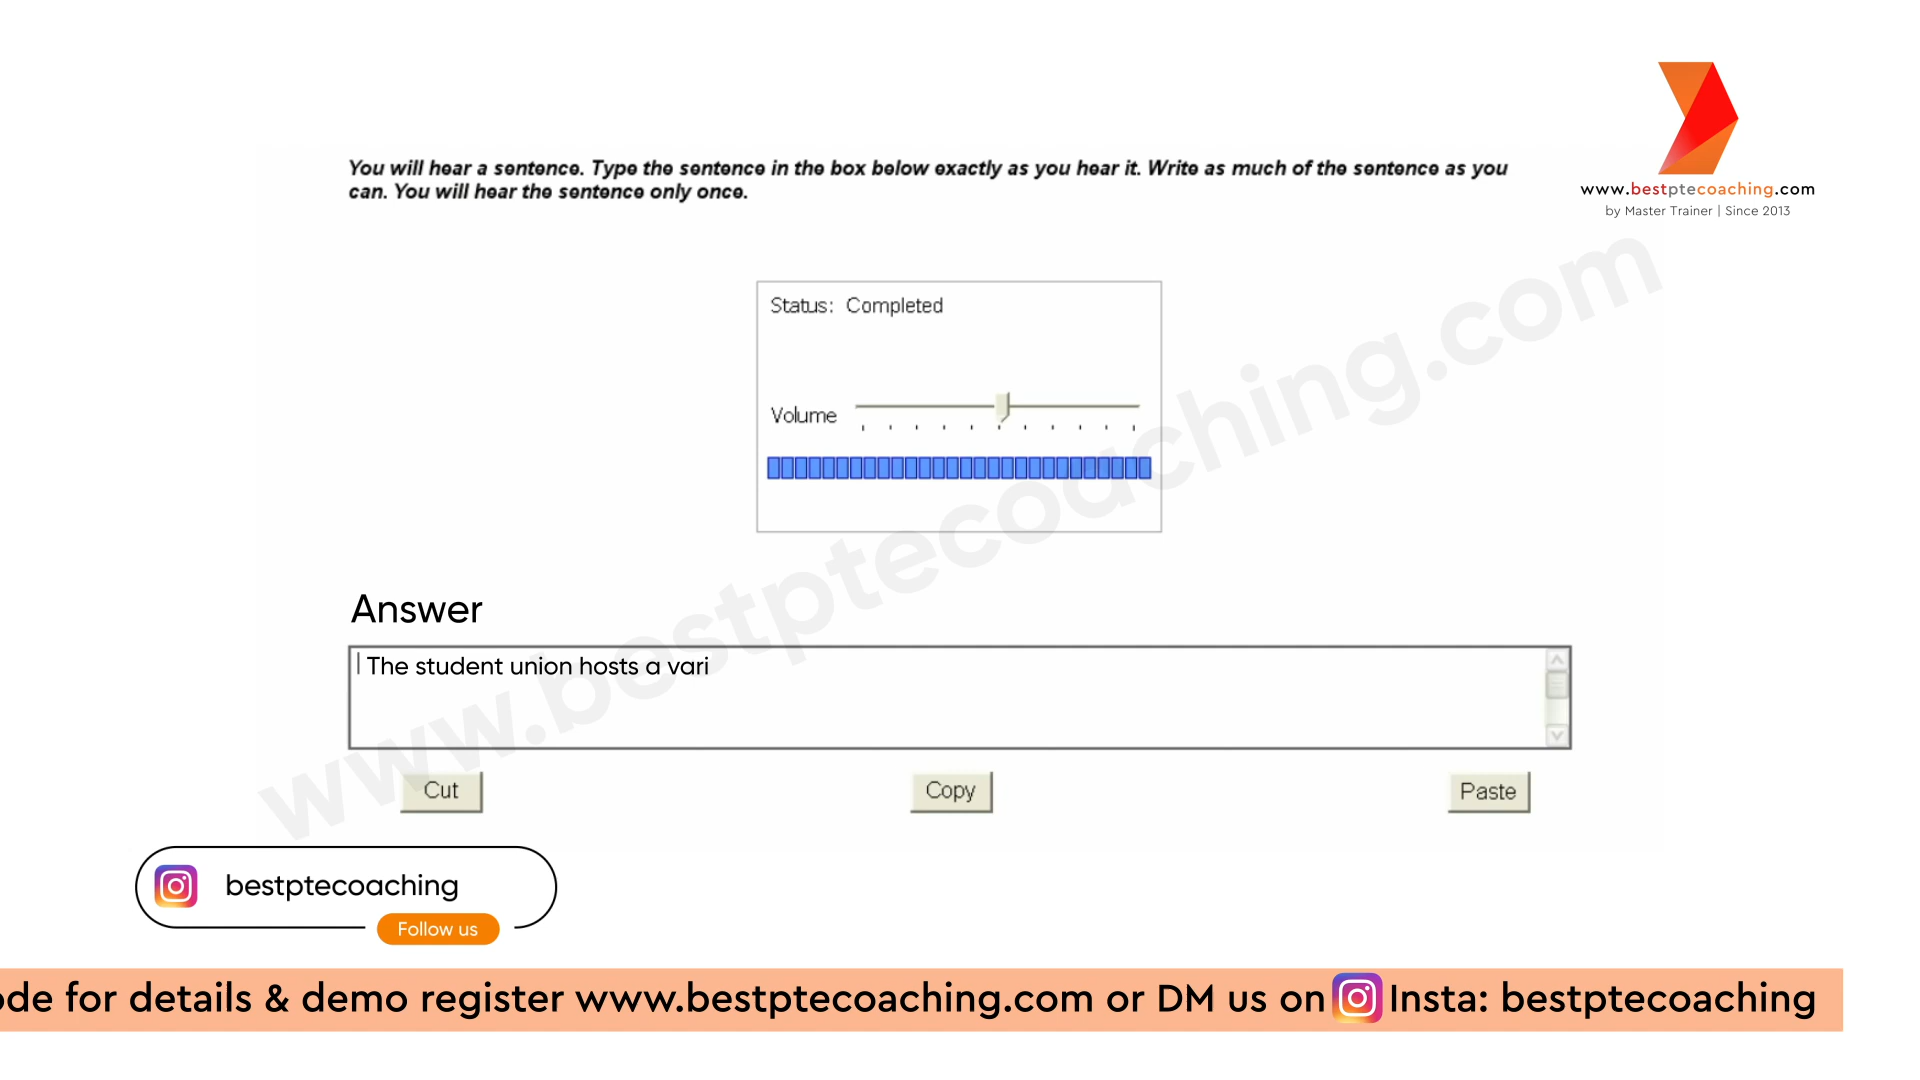 You will hear a sentence. Type the sentence in the box below exactly as you hear it. Write as much of the sentence as you
can. You will hear the sentence only once.
www.bestptecoaching.com
by Master Trainer | Since 2013
Status: Completed
Volume
www.bestptecoaching.com
Answer
The student union hosts a vari
Cut
Copy
Paste
bestptecoaching
Follow us
de for details & demo register www.bestptecoaching.com or DM us on Insta: bestptecoaching